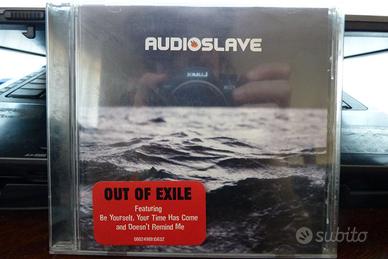 AUDIOSLAVE
OUT OF EXILE
Featuring
Be Yourself, Your Time Has Come
and Doesn't Remind Me
subito